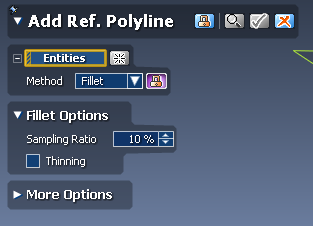 Add Ref. Polyline
Entities
Method Fillet
Fillet Options
Sampling Ratio 10 %
Thinning
More Options